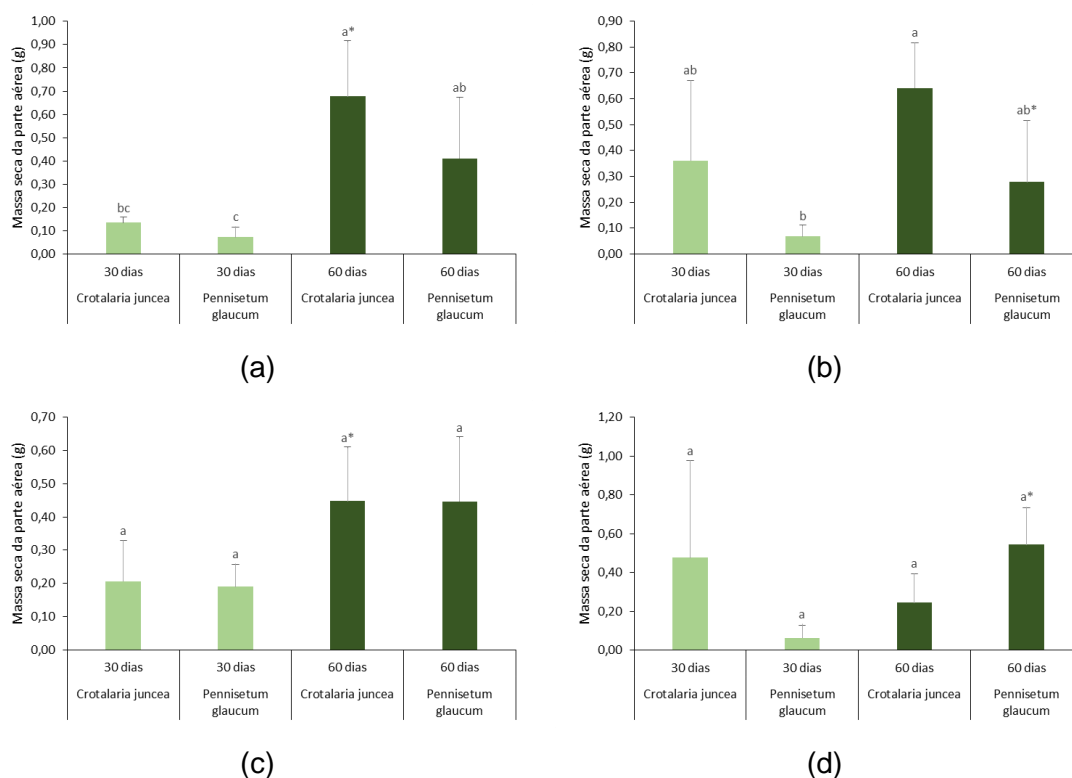 Massa seca da parte aérea (g)
1,00
0,90
0,80
0,70
0,60
0,50
0,40
0,30
0,20
0,10
0,00
bc
c
a*
ab
30 dias
30 dias
60 dias
60 dias
Crotalaria juncea
Pennisetum
glaucum
Crotalaria juncea
Pennisetum
glaucum
(a)
Massa seca da parte aérea (g)
0,90
0,80
0,70
0,60
0,50
0,40
0,30
0,20
0,10
0,00
ab
b
a
ab*
30 dias
30 dias
60 dias
60 dias
Crotalaria juncea
Pennisetum
glaucum
Crotalaria juncea
Pennisetum
glaucum
(b)
Massa seca da parte aérea (g)
0,70
0,60
0,50
0,40
0,30
0,20
0,10
0,00
a
a
a*
a
30 dias
30 dias
60 dias
60 dias
Crotalaria juncea
Pennisetum
glaucum
Crotalaria juncea
Pennisetum
glaucum
(c)
Massa seca da parte aérea (g)
1,20
1,00
0,80
0,60
0,40
0,20
0,00
a
a
a
a*
30 dias
30 dias
60 dias
60 dias
Crotalaria juncea
Pennisetum
glaucum
Crotalaria juncea
Pennisetum
glaucum
(d)